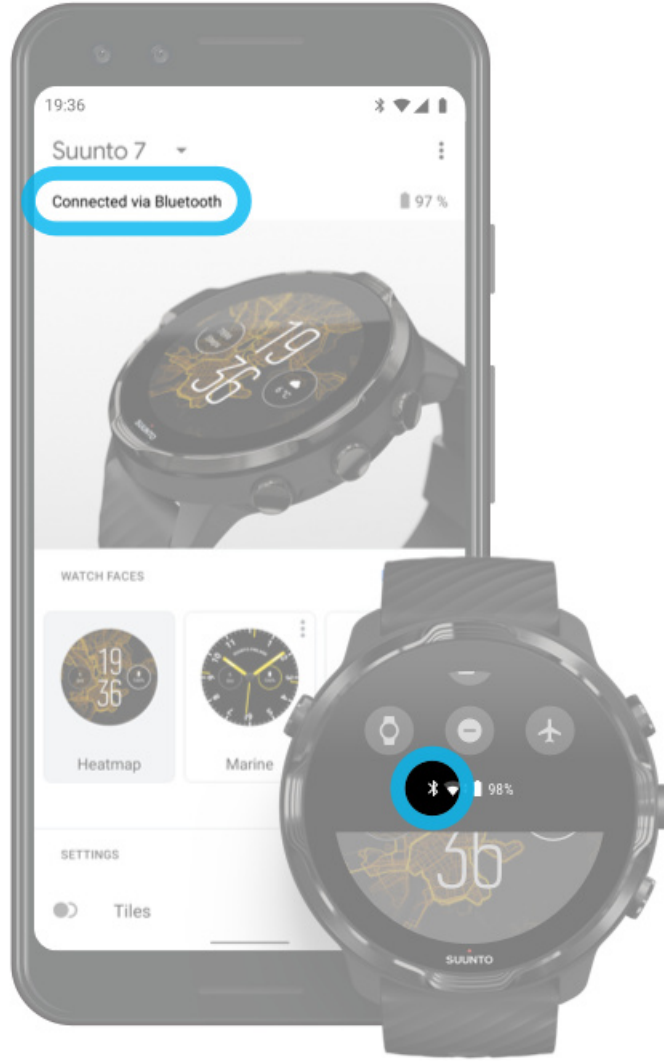 19:36
Suunto 7
Connected via Bluetooth
97 %
19
36
SUUNTO
WATCH FACES
19
36
Heatmap
Marine
98%
36
SUUNTO
SETTINGS
Tiles